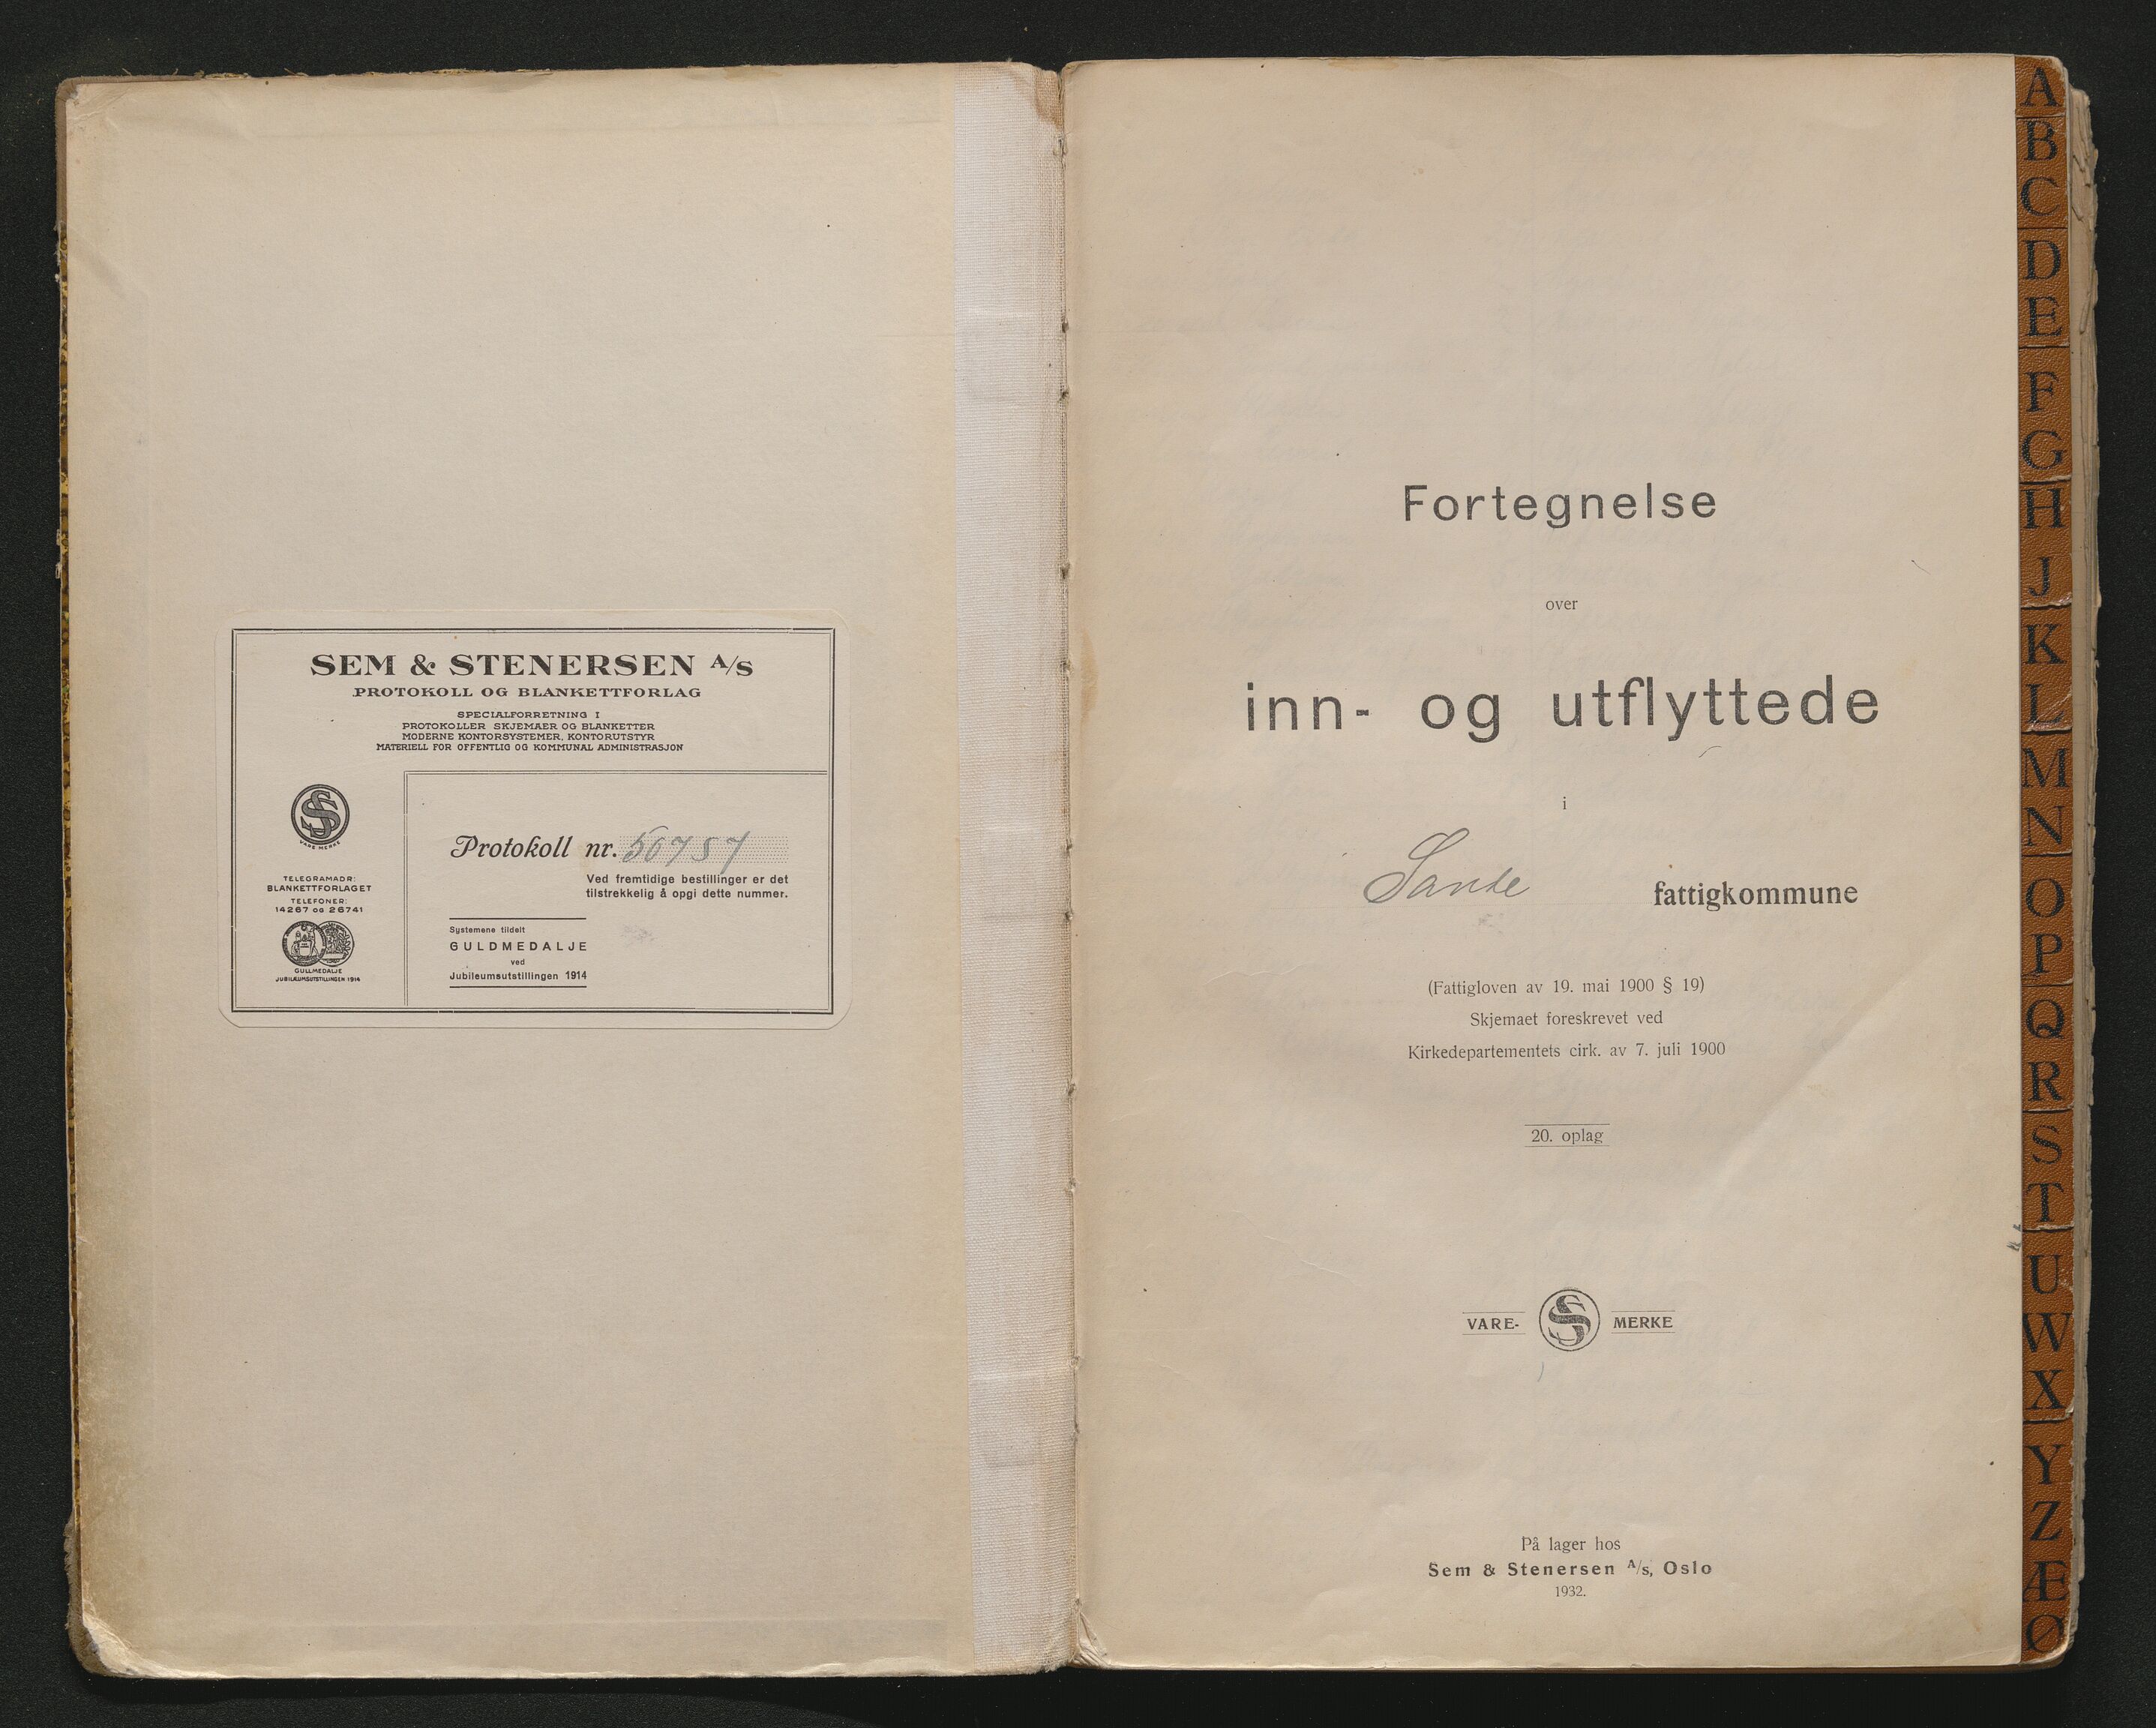 SEM & STENERSEN A/S
PROTOKOLL OG BLANKETTFORLAG
SPECIALFORRETNING I
PROTOKOLLER SKJEMAER OG BLANKETTER
MODERNE KONTORSYSTEMER, KONTORUTSTYR
MATERIELL FOR OFFENTLIG OG KOMMUNAL ADMINISTRASJON
VARE MERKE
TELEGRAMADR:
BLANKETTFORLAGET
TELEFONER:
14267 OG 26741
GULLMEDALJE
JUBILÆUMSUTSTILLINGEN 1914
Protokoll nr. 50757
Ved fremtidige bestillinger er det
tilstrekkelig å opgi dette nummer.
Systemene tildelt
GULDMEDALJE
ved
Jubileumsutstillingen 1914
Fortegnelse
over
inn- og utflyttede
i
Sande fattigkommune
(Fattigloven av 19. mai 1900 § 19)
Skjemaet foreskrevet ved
Kirkedepartementets cirk. av 7. juli 1900
20. oplag
VARE- MERKE
På lager hos
Sem & Stenersen A/S, Oslo
1932.
A
B
C
D
E
F
G
H
J
K
L
M
N
O
P
Q
R
S
T
U
W
X
Y
Z
Æ
Ø